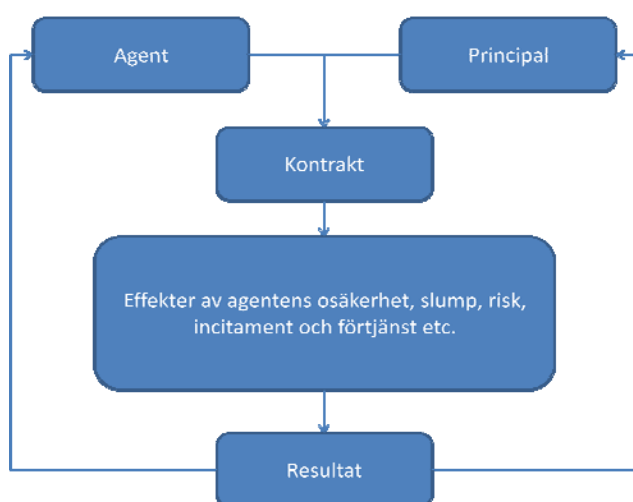 Agent
Principal
Kontrakt
Effekter av agentens osäkerhet, slump, risk,
incitament och förtjänst etc.
Resultat